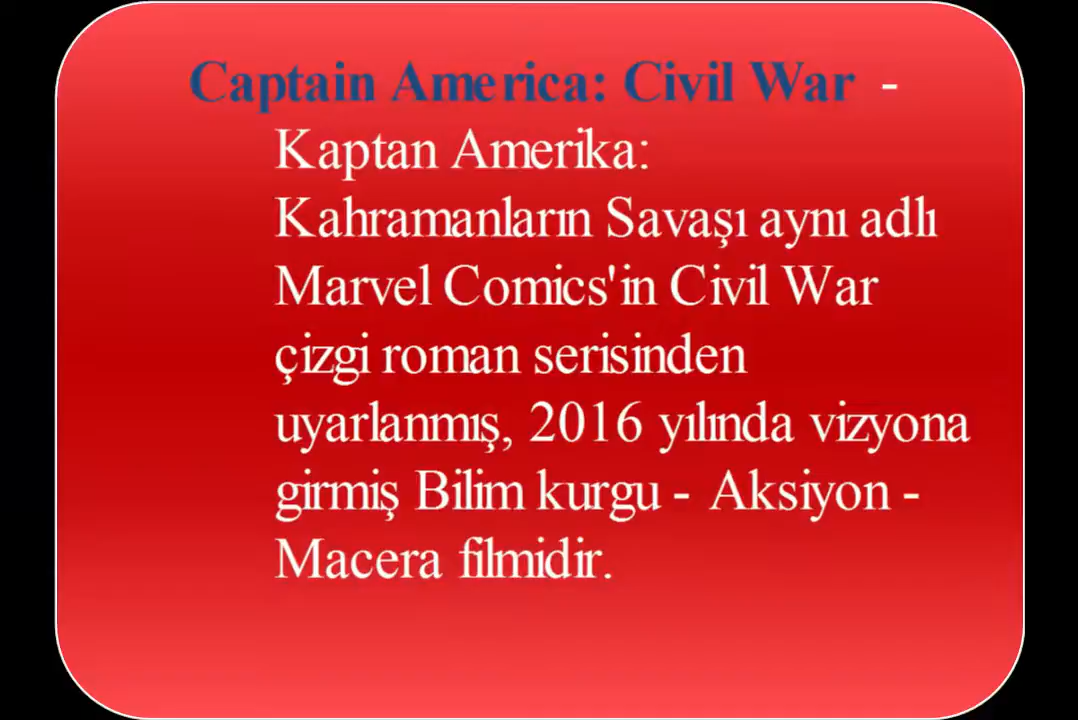 Captain America: Civil War -
Kaptan Amerika:
Kahramanların Savaşı aynı adlı
Marvel Comics'in Civil War
çizgi roman serisinden
uyarlanmış, 2016 yılında vizyona
girmiş Bilim kurgu - Aksiyon -
Macera filmidir.